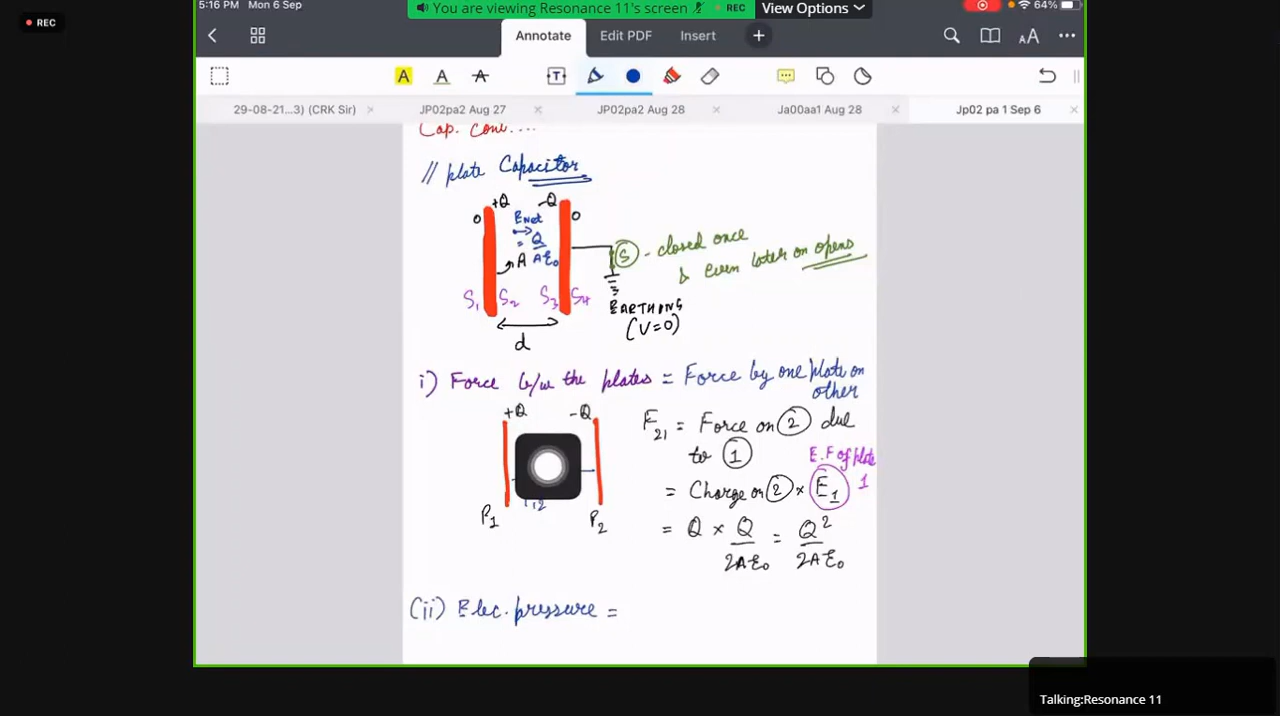 5:16 PM Mon 6 Sep
You are viewing Resonance 11's screen
REC
View Options
64%
REC
Annotate
Edit PDF
Insert
+
AA
A A A
T
29-08-21...3) (CRK Sir) ×
JP02pa2 Aug 27 ×
JP02pa2 Aug 28 ×
Ja00aa1 Aug 28 ×
Jp02 pa 1 Sep 6 ×
Cap. Cont....
// plate Capacitor
+Q -Q
0 0
Enet
= Q
Aε₀
A
S - closed once
& even later on opens
S₁ S₂ S₃ S₄
EARTHING
(V=0)
d
i) Force b/w the plates = Force by one plate on
other
+Q -Q
F₂₁ = Force on 2 due
to 1
E.F of plate
1
= Charge on 2 × E₁
F₁₂
P₁ P₂
= Q × Q = Q²
2Aε₀ 2Aε₀
(ii) Elec. pressure =
Talking:Resonance 11